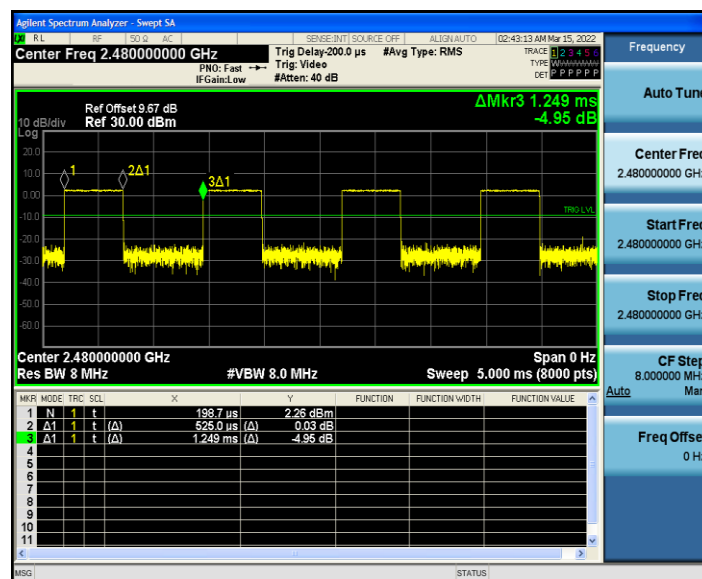 Agilent Spectrum Analyzer - Swept SA
RL RF 50 Ω AC SENSE:INT SOURCE OFF ALIGN AUTO 02:43:13 AM Mar 15, 2022
Center Freq 2.480000000 GHz
PNO: Fast
IFGain:Low
Trig Delay-200.0 µs
Trig: Video
#Atten: 40 dB
#Avg Type: RMS
TRACE 1 2 3 4 5 6
TYPE
DET P P P P P P
Ref Offset 9.67 dB
Ref 30.00 dBm
ΔMkr3 1.249 ms
-4.95 dB
10 dB/div
Log
20.0
10.0
0.00
-10.0
-20.0
-30.0
-40.0
-50.0
-60.0
1
2Δ1
3Δ1
TRIG LVL
Center 2.480000000 GHz
Span 0 Hz
Res BW 8 MHz
#VBW 8.0 MHz
Sweep 5.000 ms (8000 pts)
MKR MODE TRC SCL X Y FUNCTION FUNCTION WIDTH FUNCTION VALUE
1 N 1 t 198.7 µs 2.26 dBm
2 Δ1 1 t (Δ) 525.0 µs (Δ) 0.03 dB
3 Δ1 1 t (Δ) 1.249 ms (Δ) -4.95 dB
4
5
6
7
8
9
10
11
MSG
STATUS
Frequency
Auto Tune
Center Freq
2.480000000 GHz
Start Freq
2.480000000 GHz
Stop Freq
2.480000000 GHz
CF Step
8.000000 MHz
Auto Man
Freq Offset
0 Hz